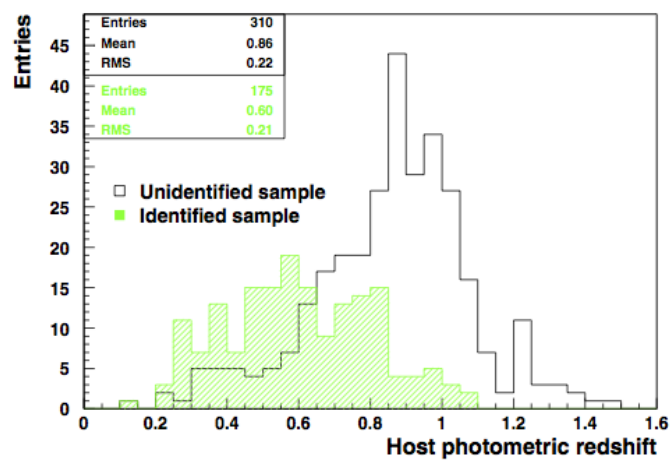 Entries 310
Mean 0.86
RMS 0.22
Entries 175
Mean 0.60
RMS 0.21
Unidentified sample
Identified sample
Entries
45
40
35
30
25
20
15
10
5
0
0 0.2 0.4 0.6 0.8 1 1.2 1.4 1.6
Host photometric redshift